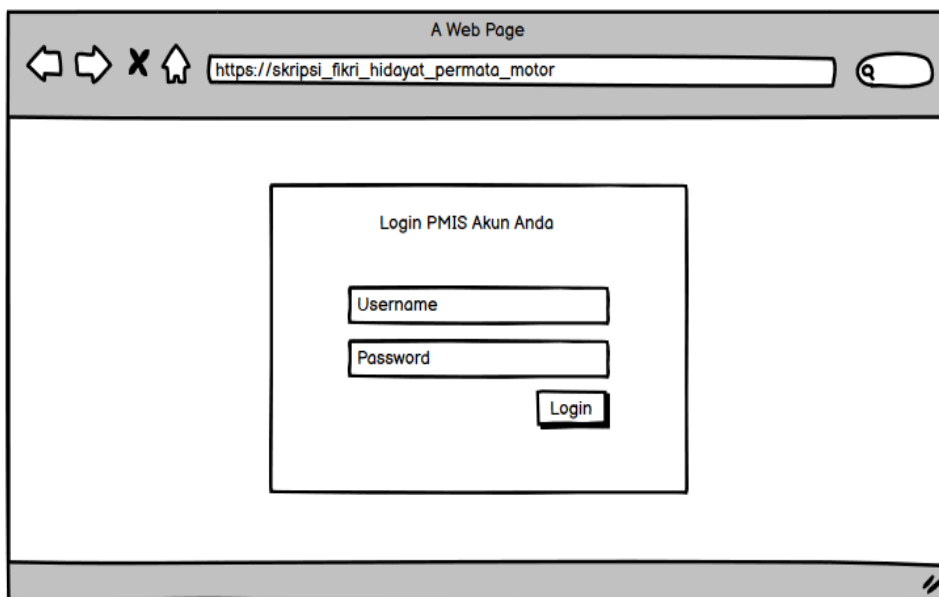 A Web Page
https://skripsi_fikri_hidayat_permata_motor
Login PMIS Akun Anda
Username
Password
Login